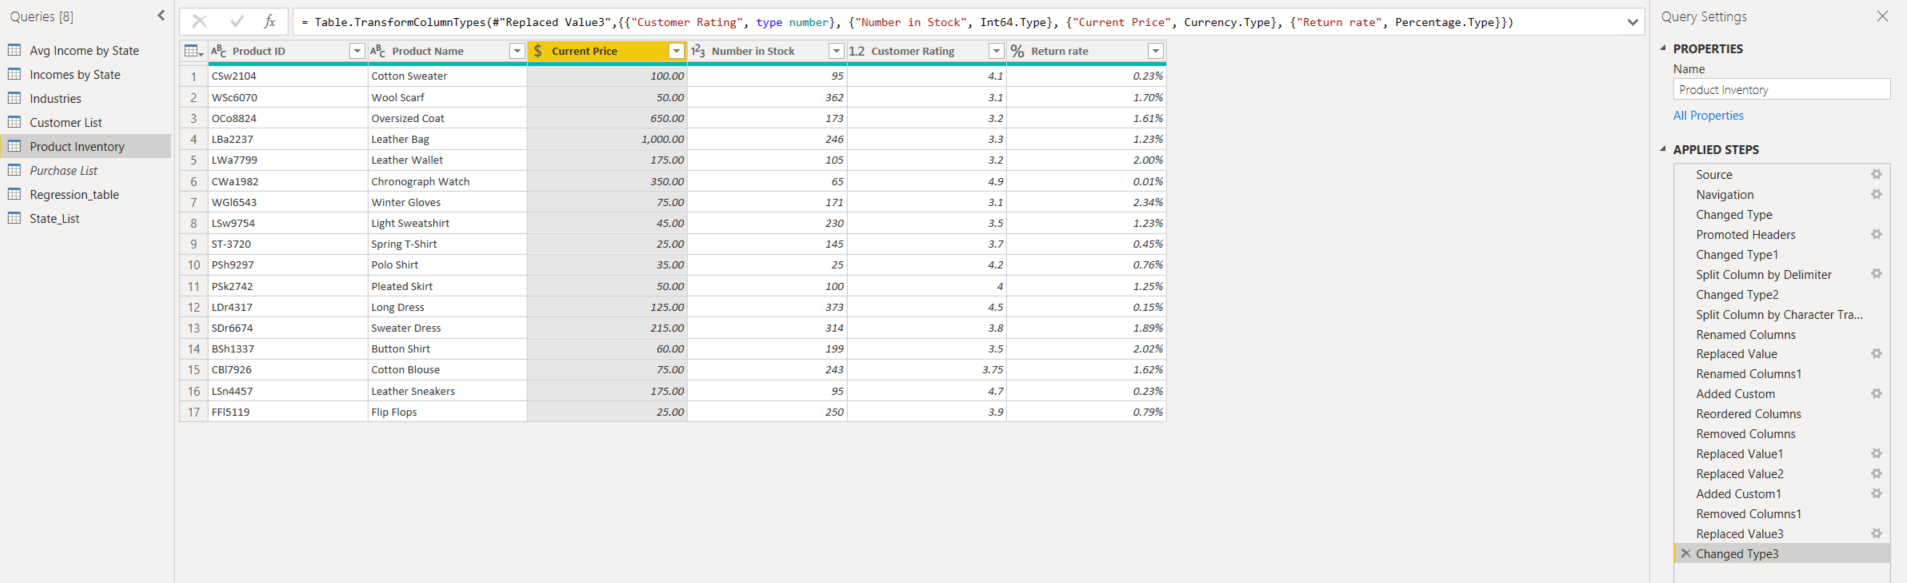 Queries [8]
Avg Income by State
Incomes by State
Industries
Customer List
Product Inventory
Purchase List
Regression_table
State_List
fx
= Table.TransformColumnTypes(#"Replaced Value3",{{"Customer Rating", type number}, {"Number in Stock", Int64.Type}, {"Current Price", Currency.Type}, {"Return rate", Percentage.Type}})
ABC Product ID ABC Product Name $ Current Price 123 Number in Stock 1.2 Customer Rating % Return rate
1 CSw2104 Cotton Sweater 100.00 95 4.1 0.23%
2 WSc6070 Wool Scarf 50.00 362 3.1 1.70%
3 OCo8824 Oversized Coat 650.00 173 3.2 1.61%
4 LBa2237 Leather Bag 1,000.00 246 3.3 1.23%
5 LWa7799 Leather Wallet 175.00 105 3.2 2.00%
6 CWa1982 Chronograph Watch 350.00 65 4.9 0.01%
7 WGl6543 Winter Gloves 75.00 171 3.1 2.34%
8 LSw9754 Light Sweatshirt 45.00 230 3.5 1.23%
9 ST-3720 Spring T-Shirt 25.00 145 3.7 0.45%
10 PSh9297 Polo Shirt 35.00 25 4.2 0.76%
11 PSk2742 Pleated Skirt 50.00 100 4 1.25%
12 LDr4317 Long Dress 125.00 373 4.5 0.15%
13 SDr6674 Sweater Dress 215.00 314 3.8 1.89%
14 BSh1337 Button Shirt 60.00 199 3.5 2.02%
15 CBl7926 Cotton Blouse 75.00 243 3.75 1.62%
16 LSn4457 Leather Sneakers 175.00 95 4.7 0.23%
17 FFl5119 Flip Flops 25.00 250 3.9 0.79%
Query Settings
PROPERTIES
Name
Product Inventory
All Properties
APPLIED STEPS
Source
Navigation
Changed Type
Promoted Headers
Changed Type1
Split Column by Delimiter
Changed Type2
Split Column by Character Tra...
Renamed Columns
Replaced Value
Renamed Columns1
Added Custom
Reordered Columns
Removed Columns
Replaced Value1
Replaced Value2
Added Custom1
Removed Columns1
Replaced Value3
Changed Type3